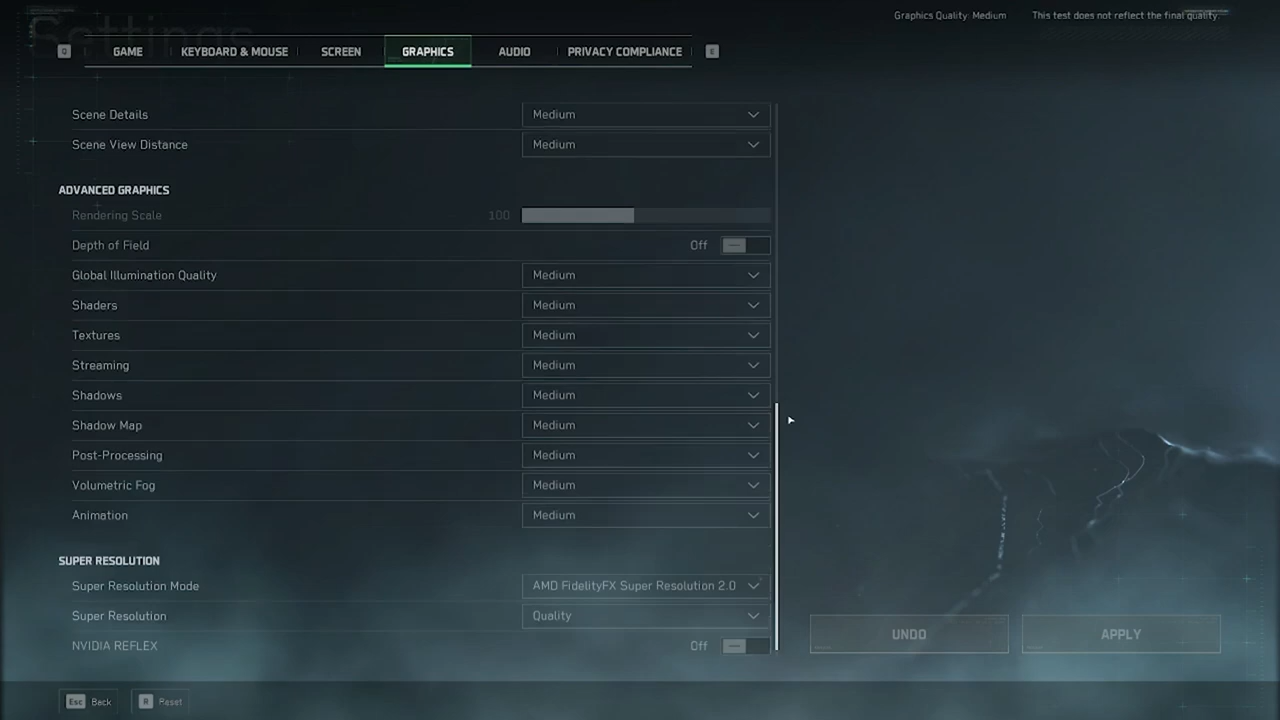 Settings
Graphics Quality: Medium This test does not reflect the final quality.
Q GAME KEYBOARD & MOUSE SCREEN GRAPHICS AUDIO PRIVACY COMPLIANCE E
Scene Details Medium
Scene View Distance Medium
ADVANCED GRAPHICS
Rendering Scale 100
Depth of Field Off
Global Illumination Quality Medium
Shaders Medium
Textures Medium
Streaming Medium
Shadows Medium
Shadow Map Medium
Post-Processing Medium
Volumetric Fog Medium
Animation Medium
SUPER RESOLUTION
Super Resolution Mode AMD FidelityFX Super Resolution 2.0
Super Resolution Quality
NVIDIA REFLEX Off
UNDO APPLY
Esc Back R Reset